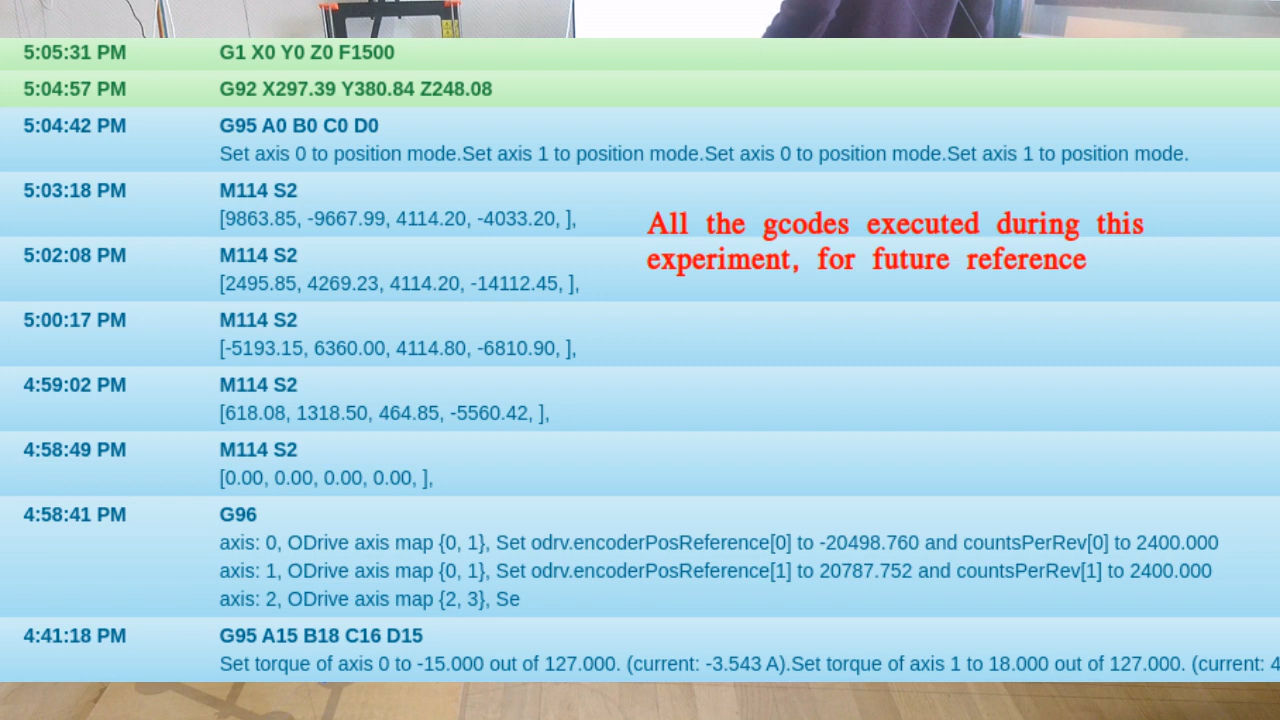 5:05:31 PM G1 X0 Y0 Z0 F1500
5:04:57 PM G92 X297.39 Y380.84 Z248.08
5:04:42 PM G95 A0 B0 C0 D0
Set axis 0 to position mode.Set axis 1 to position mode.Set axis 0 to position mode.Set axis 1 to position mode.
5:03:18 PM M114 S2
[9863.85, -9667.99, 4114.20, -4033.20, ],
All the gcodes executed during this
experiment, for future reference
5:02:08 PM M114 S2
[2495.85, 4269.23, 4114.20, -14112.45, ],
5:00:17 PM M114 S2
[-5193.15, 6360.00, 4114.80, -6810.90, ],
4:59:02 PM M114 S2
[618.08, 1318.50, 464.85, -5560.42, ],
4:58:49 PM M114 S2
[0.00, 0.00, 0.00, 0.00, ],
4:58:41 PM G96
axis: 0, ODrive axis map {0, 1}, Set odrv.encoderPosReference[0] to -20498.760 and countsPerRev[0] to 2400.000
axis: 1, ODrive axis map {0, 1}, Set odrv.encoderPosReference[1] to 20787.752 and countsPerRev[1] to 2400.000
axis: 2, ODrive axis map {2, 3}, Se
4:41:18 PM G95 A15 B18 C16 D15
Set torque of axis 0 to -15.000 out of 127.000. (current: -3.543 A).Set torque of axis 1 to 18.000 out of 127.000. (current: 4